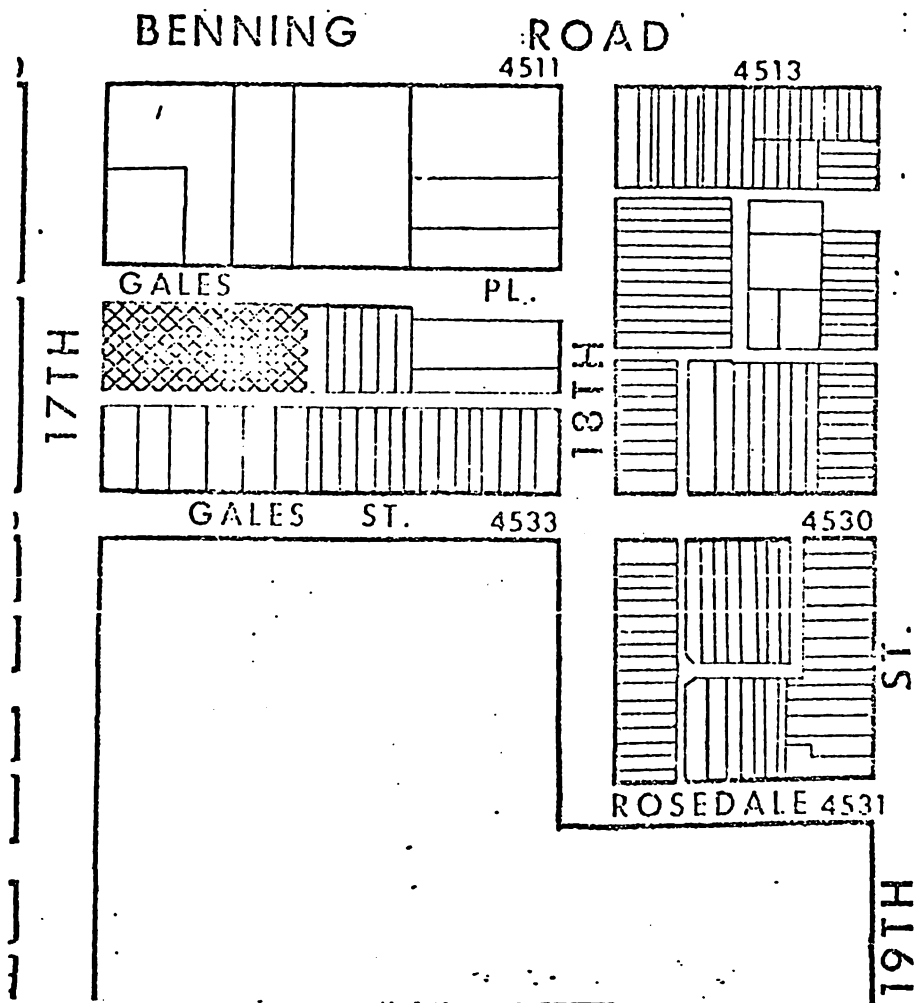 BENNING ROAD
4511
4513
GALES PL.
17TH
18TH
GALES ST.
4533
4530
ST.
ROSEDALE
4531
19TH